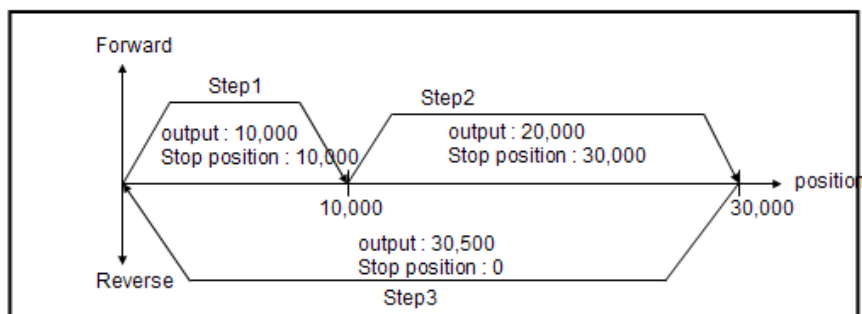 Forward
Step1
Step2
output : 10,000
Stop position : 10,000
output : 20,000
Stop position : 30,000
position
10,000
30,000
output : 30,500
Stop position : 0
Reverse
Step3